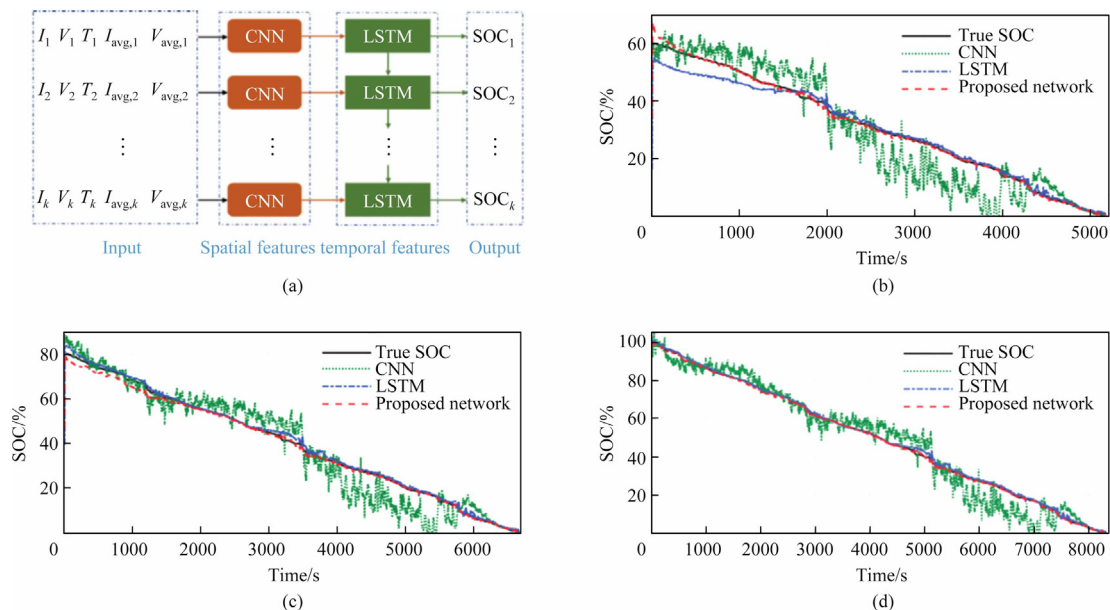 I1 V1 T1 Iavg,1 Vavg,1 CNN LSTM SOC1
I2 V2 T2 Iavg,2 Vavg,2 CNN LSTM SOC2
⋮ ⋮ ⋮ ⋮
Ik Vk Tk Iavg,k Vavg,k CNN LSTM SOCk
Input Spatial features temporal features Output
(a)
SOC/%
60
40
20
0 1000 2000 3000 4000 5000
Time/s
True SOC
CNN
LSTM
Proposed network
(b)
SOC/%
80
60
40
20
0 1000 2000 3000 4000 5000 6000
Time/s
True SOC
CNN
LSTM
Proposed network
(c)
SOC/%
100
80
60
40
20
0 1000 2000 3000 4000 5000 6000 7000 8000
Time/s
True SOC
CNN
LSTM
Proposed network
(d)